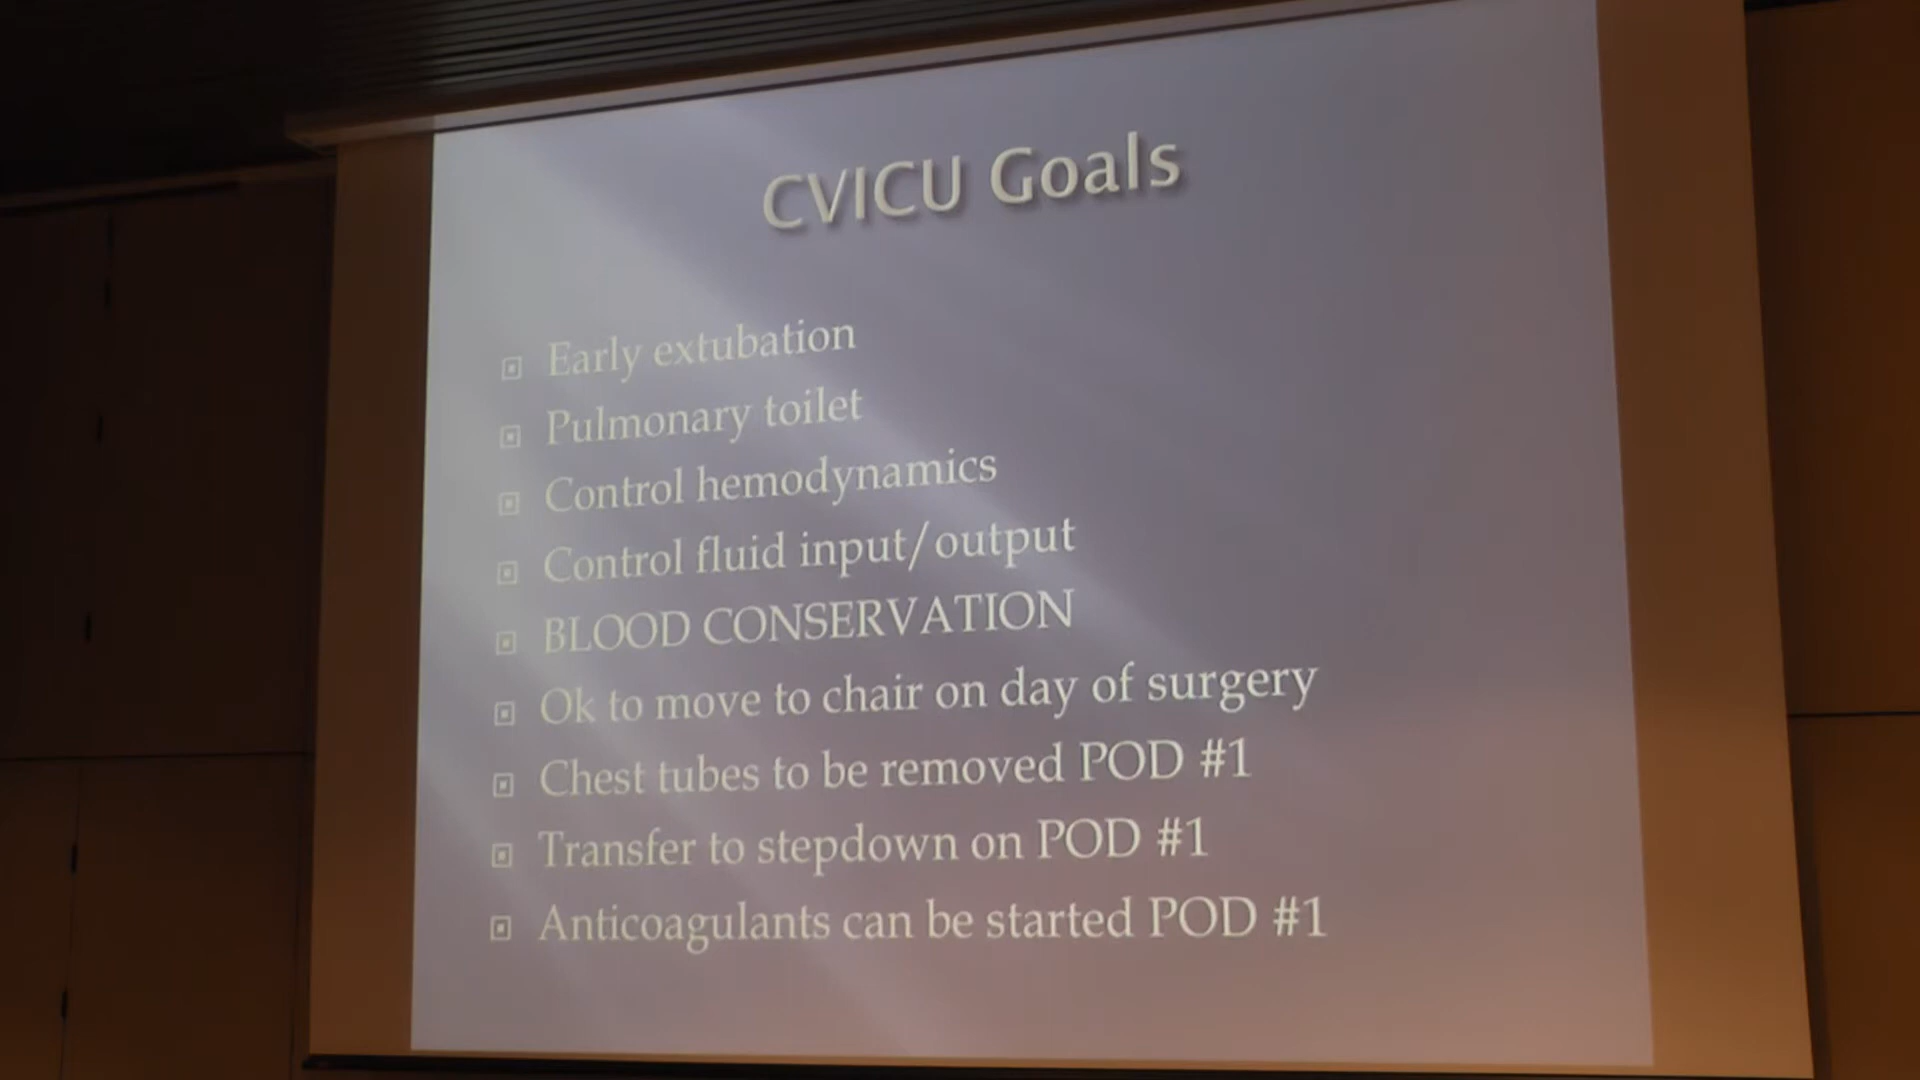 CVICU Goals
Early extubation
Pulmonary toilet
Control hemodynamics
Control fluid input/output
BLOOD CONSERVATION
Ok to move to chair on day of surgery
Chest tubes to be removed POD #1
Transfer to stepdown on POD #1
Anticoagulants can be started POD #1